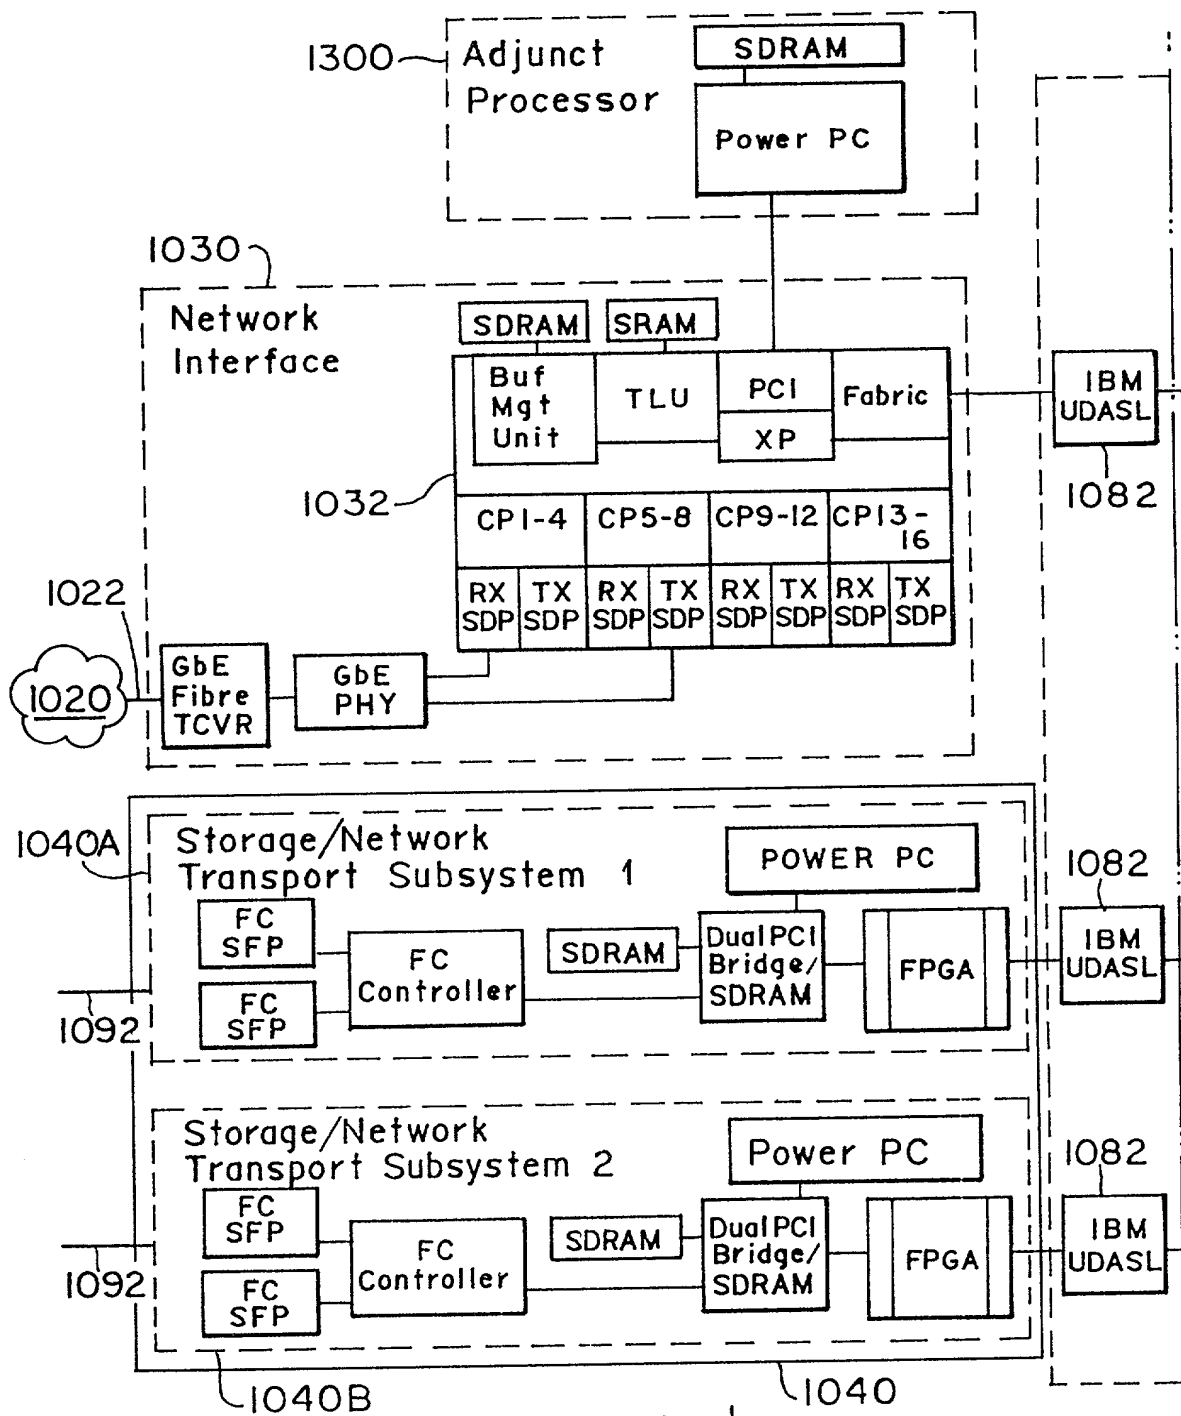 1300
Adjunct
Processor
SDRAM
Power PC
1030
Network
Interface
SDRAM
SRAM
Buf
Mgt
Unit
TLU
PCI
XP
Fabric
IBM
UDASL
1082
1032
CP1-4
CP5-8
CP9-12
CP13-
16
RX
SDP
TX
SDP
RX
SDP
TX
SDP
RX
SDP
TX
SDP
RX
SDP
TX
SDP
1022
1020
GbE
Fibre
TCVR
GbE
PHY
1040A
Storage/Network
Transport Subsystem 1
POWER PC
FC
SFP
FC
SFP
FC
Controller
SDRAM
Dual PCI
Bridge/
SDRAM
FPGA
1082
IBM
UDASL
1092
Storage/Network
Transport Subsystem 2
Power PC
FC
SFP
FC
SFP
FC
Controller
SDRAM
Dual PCI
Bridge/
SDRAM
FPGA
1082
IBM
UDASL
1092
1040B
1040